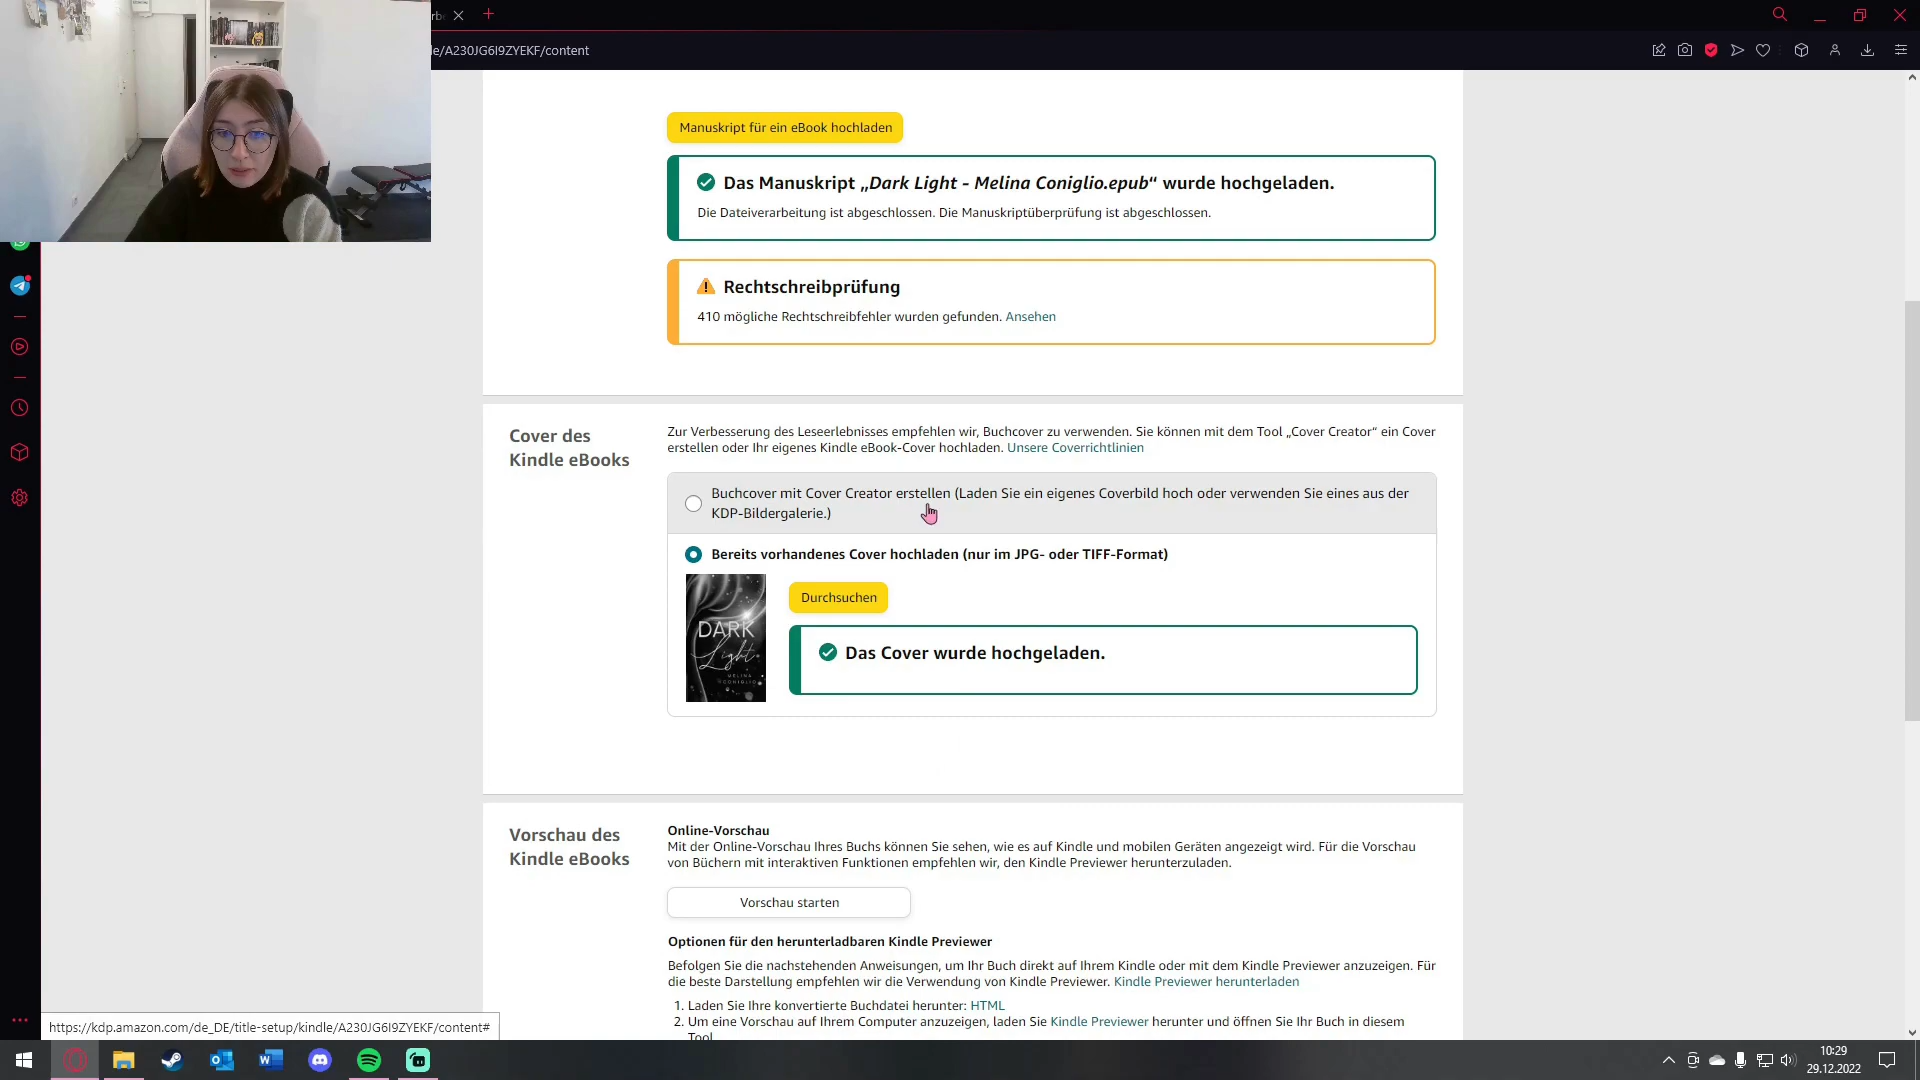 le/A230JG6I9ZYEKF/content
Manuskript für ein eBook hochladen
Das Manuskript „Dark Light - Melina Coniglio.epub“ wurde hochgeladen.
Die Dateiverarbeitung ist abgeschlossen. Die Manuskriptüberprüfung ist abgeschlossen.
Rechtschreibprüfung
410 mögliche Rechtschreibfehler wurden gefunden. Ansehen
Cover des
Kindle eBooks
Zur Verbesserung des Leseerlebnisses empfehlen wir, Buchcover zu verwenden. Sie können mit dem Tool „Cover Creator“ ein Cover
erstellen oder Ihr eigenes Kindle eBook-Cover hochladen. Unsere Coverrichtlinien
Buchcover mit Cover Creator erstellen (Laden Sie ein eigenes Coverbild hoch oder verwenden Sie eines aus der
KDP-Bildergalerie.)
Bereits vorhandenes Cover hochladen (nur im JPG- oder TIFF-Format)
DARK
Light
MELINA
CONIGLIO
Durchsuchen
Das Cover wurde hochgeladen.
Vorschau des
Kindle eBooks
Online-Vorschau
Mit der Online-Vorschau Ihres Buchs können Sie sehen, wie es auf Kindle und mobilen Geräten angezeigt wird. Für die Vorschau
von Büchern mit interaktiven Funktionen empfehlen wir, den Kindle Previewer herunterzuladen.
Vorschau starten
Optionen für den herunterladbaren Kindle Previewer
Befolgen Sie die nachstehenden Anweisungen, um Ihr Buch direkt auf Ihrem Kindle oder mit dem Kindle Previewer anzuzeigen. Für
die beste Darstellung empfehlen wir die Verwendung von Kindle Previewer. Kindle Previewer herunterladen
1. Laden Sie Ihre konvertierte Buchdatei herunter: HTML
2. Um eine Vorschau auf Ihrem Computer anzuzeigen, laden Sie Kindle Previewer herunter und öffnen Sie Ihr Buch in diesem
Tool
https://kdp.amazon.com/de_DE/title-setup/kindle/A230JG6I9ZYEKF/content#
10:29
29.12.2022